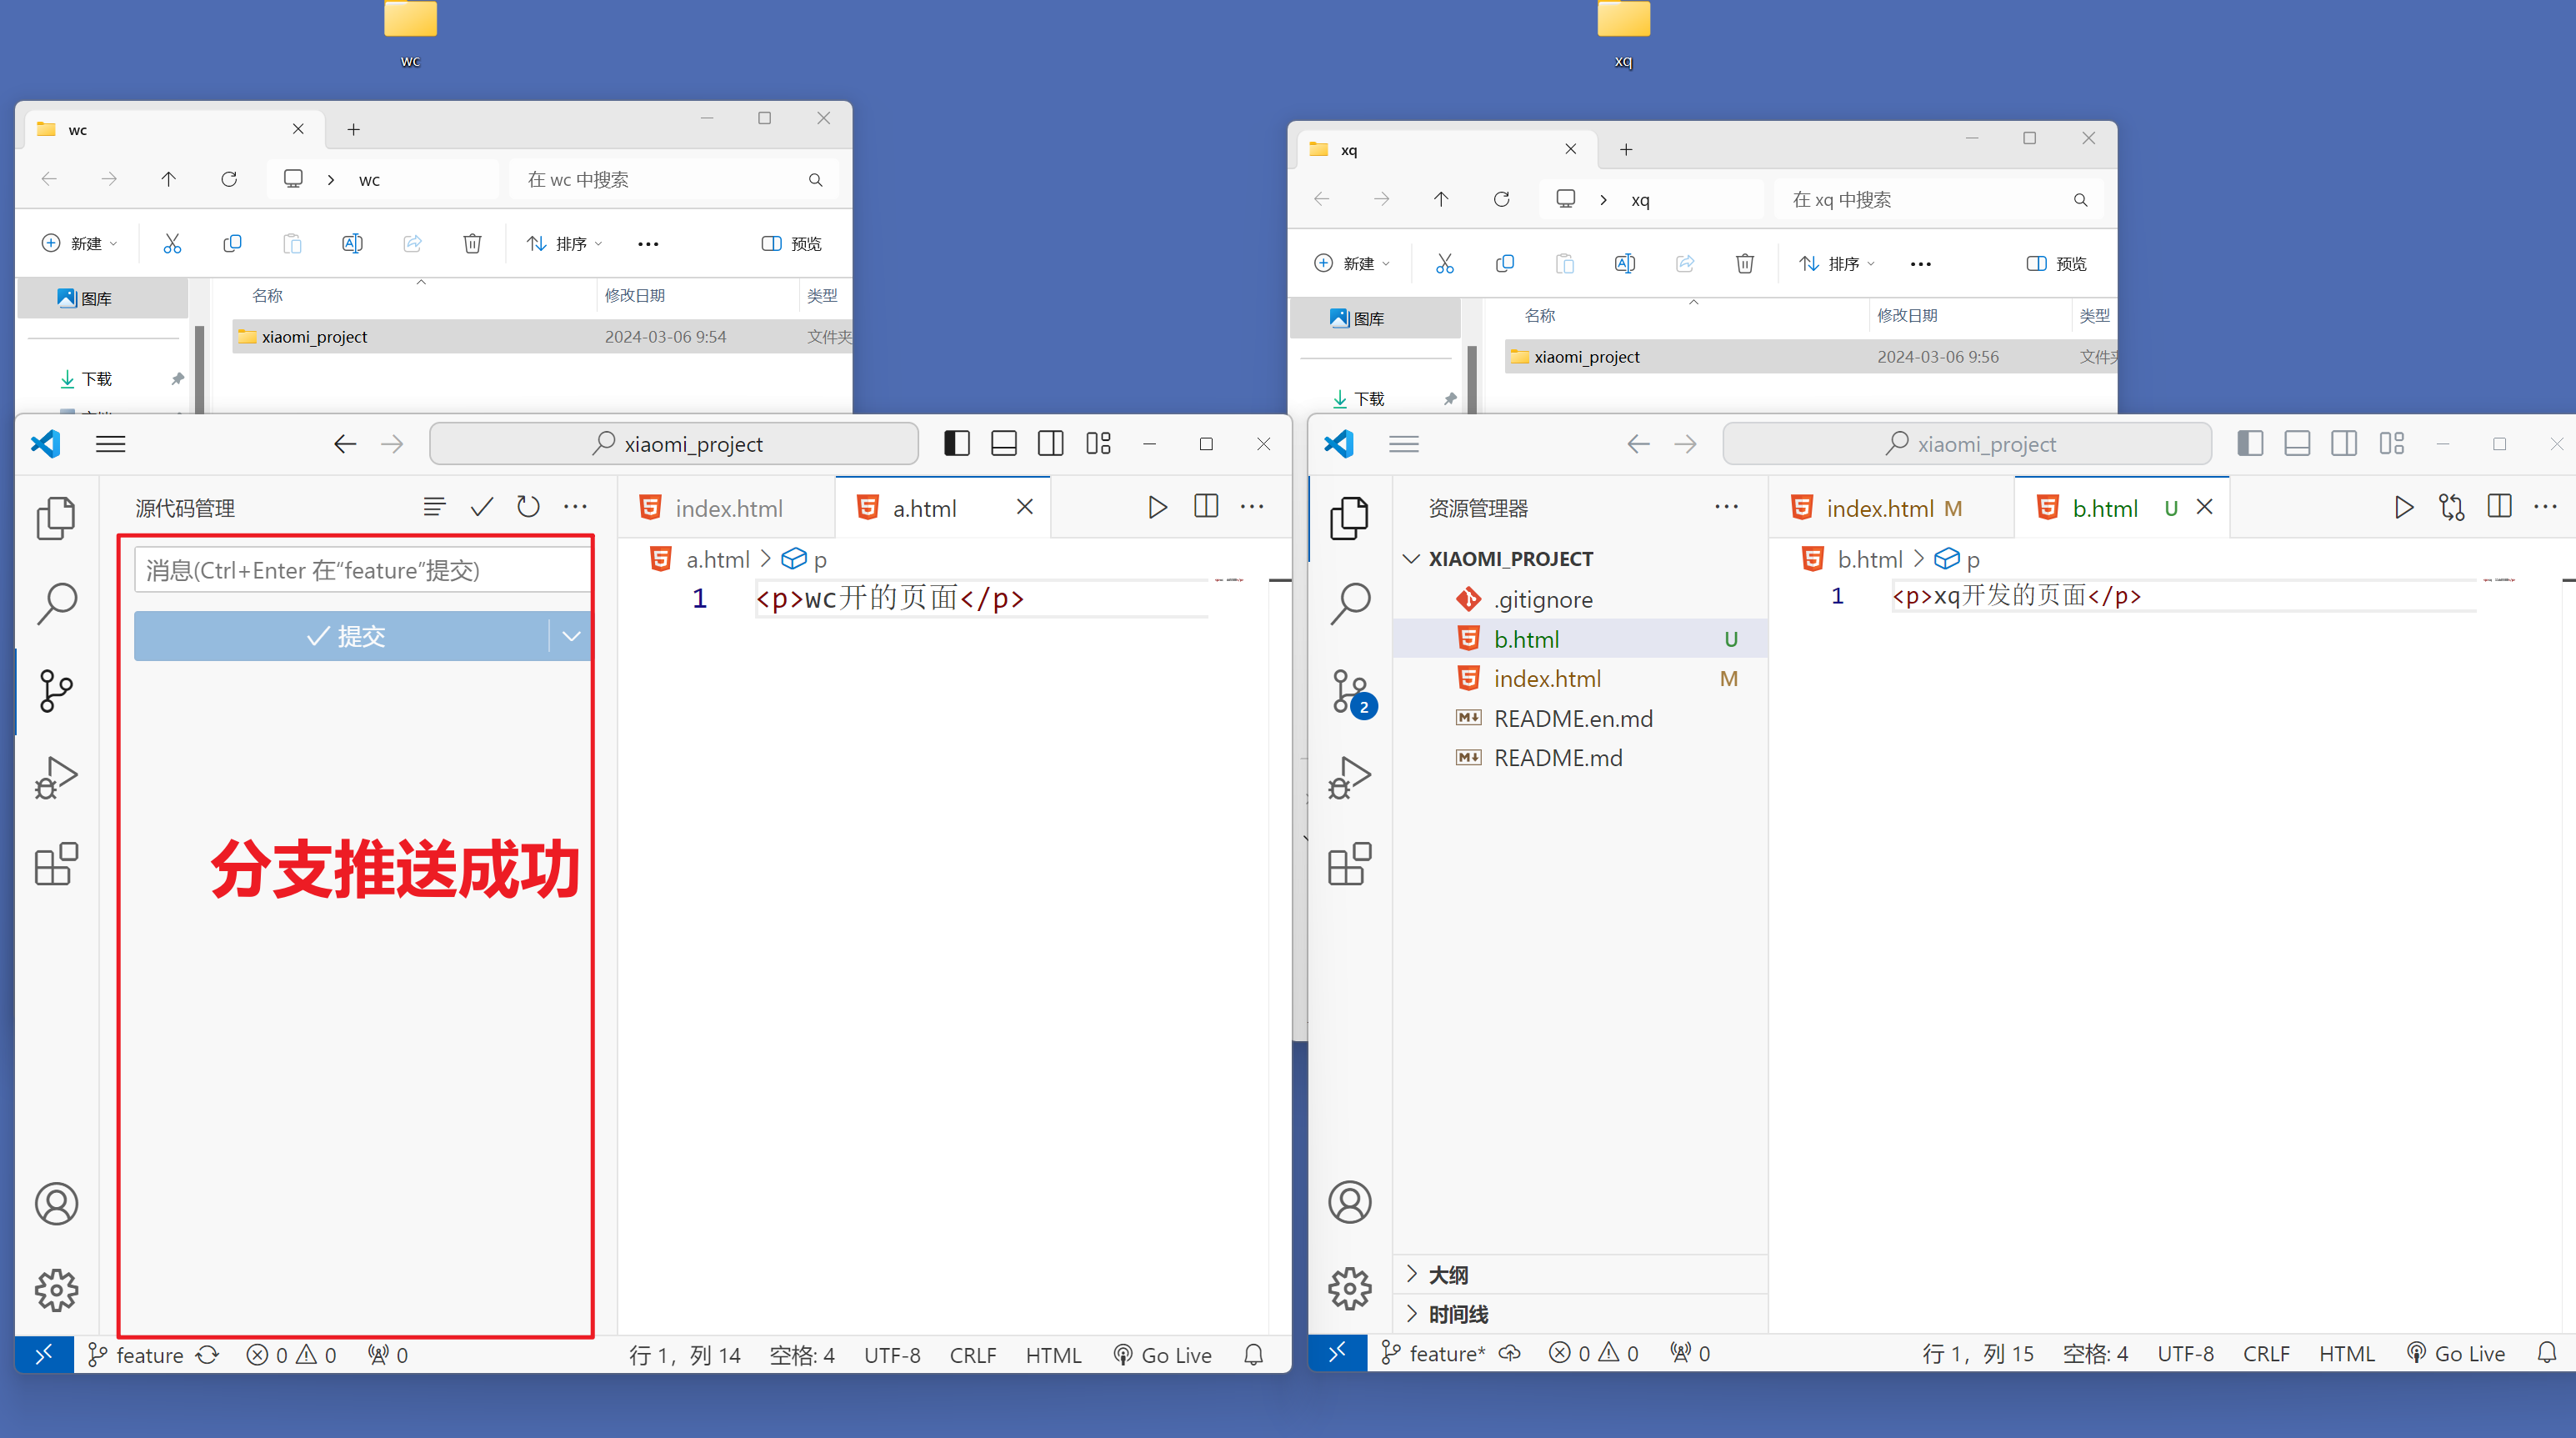 wc
xq
wc
wc
在 wc 中搜索
新建
排序
预览
图库
名称
修改日期
类型
xiaomi_project
2024-03-06 9:54
文件夹
下载
xq
xq
在 xq 中搜索
新建
排序
预览
图库
名称
修改日期
类型
xiaomi_project
2024-03-06 9:56
下载
xiaomi_project
源代码管理
index.html
a.html
消息(Ctrl+Enter 在“feature”提交)
提交
a.html
p
1
<p>wc开的页面</p>
分支推送成功
feature
0
0
0
行 1，列 14
空格: 4
UTF-8
CRLF
HTML
Go Live
xiaomi_project
资源管理器
index.html M
b.html U
XIAOMI_PROJECT
.gitignore
b.html U
index.html M
README.en.md
README.md
2
b.html
p
1
<p>xq开发的页面</p>
大纲
时间线
feature*
0
0
0
行 1，列 15
空格: 4
UTF-8
CRLF
HTML
Go Live